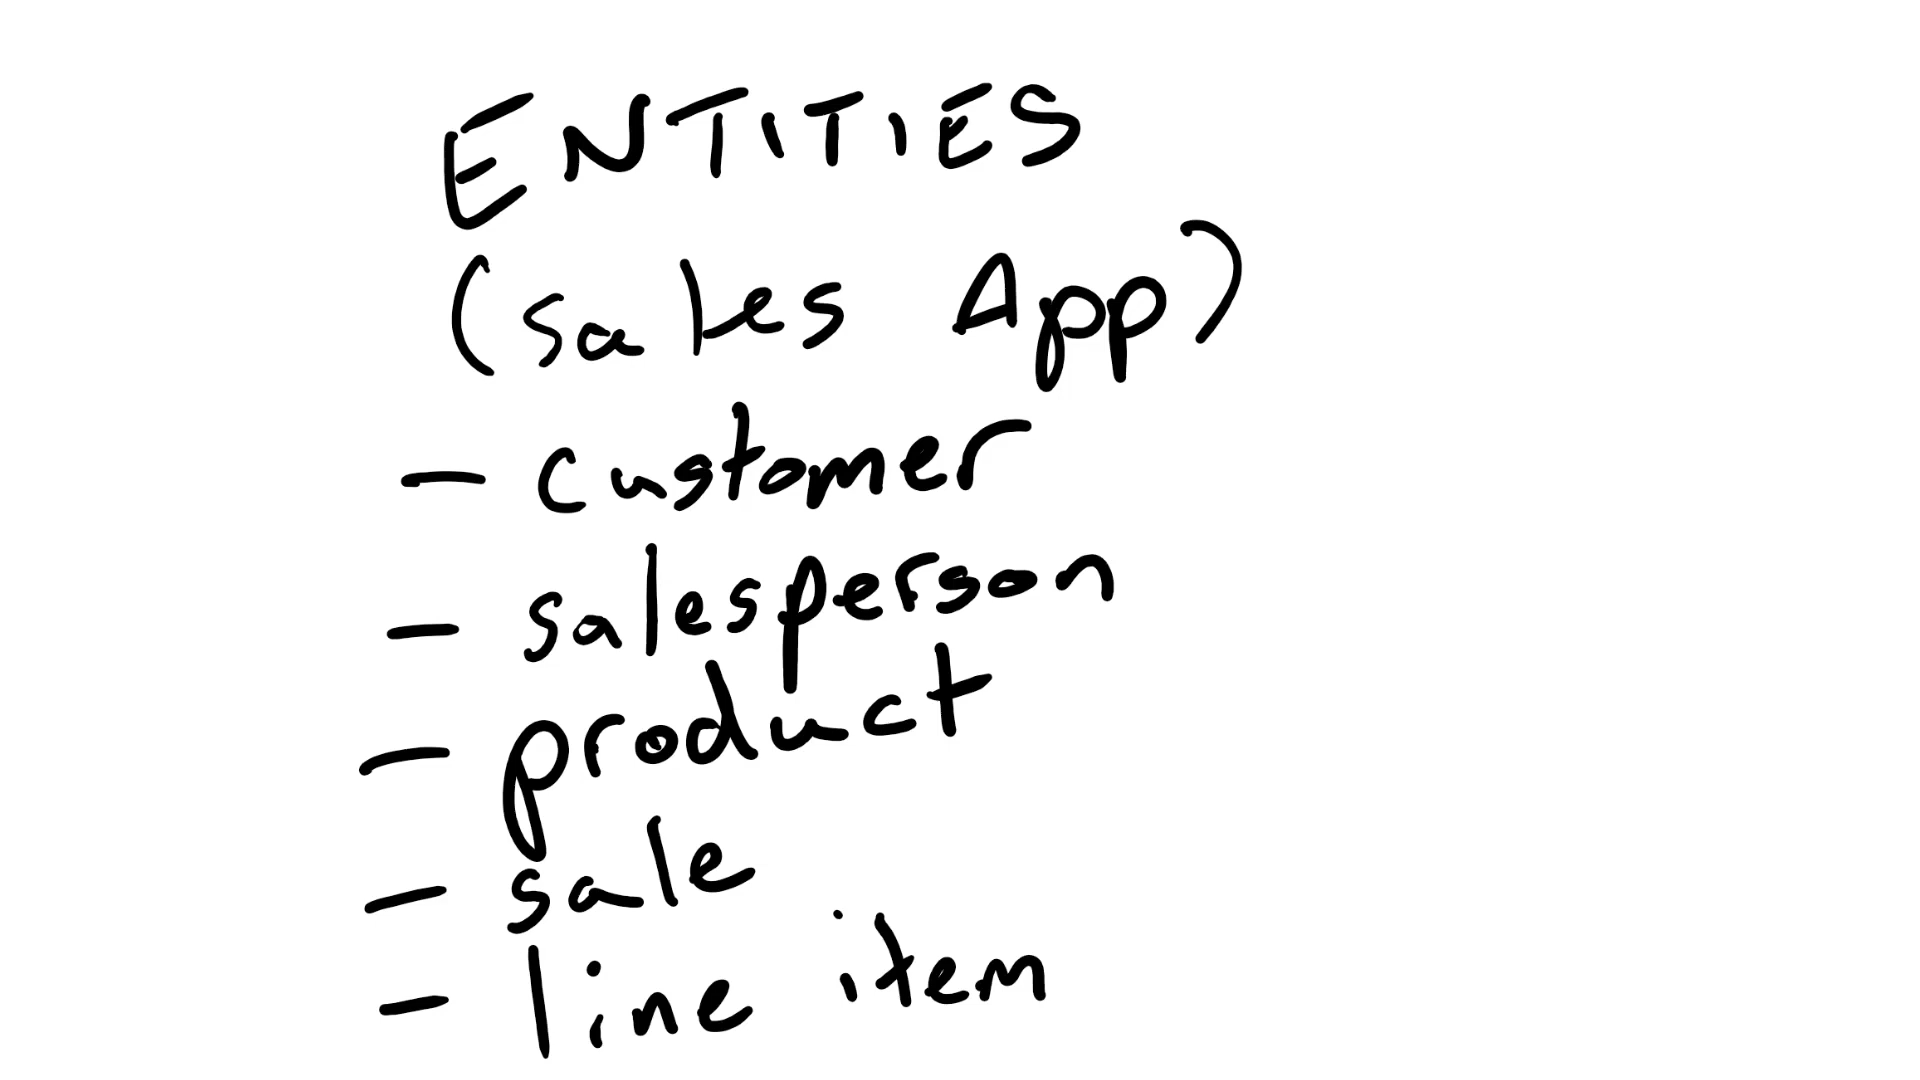 ENTITIES
(Sales App)
- customer
- salesperson
- product
- sale
- line item